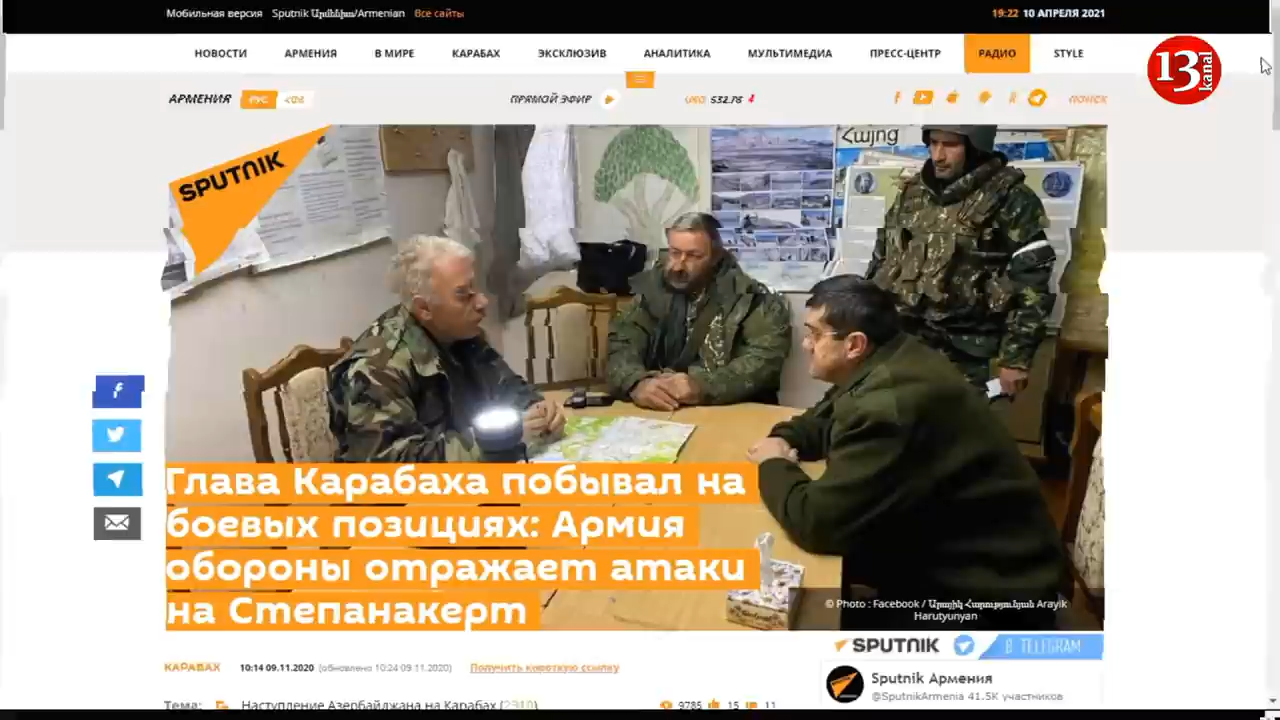 Мобильная версия Sputnik Արմենիա/Armenian Все сайты 19:22 10 АПРЕЛЯ 2021
НОВОСТИ АРМЕНИЯ В МИРЕ КАРАБАХ ЭКСКЛЮЗИВ АНАЛИТИКА МУЛЬТИМЕДИА ПРЕСС-ЦЕНТР РАДИО STYLE
13 kanal
АРМЕНИЯ РУС ПРЯМОЙ ЭФИР USD 532.76 ПОИСК
Հայոց
SPUTNIK
Глава Карабаха побывал на
боевых позициях: Армия
обороны отражает атаки
на Степанакерт
© Photo : Facebook / Արայիկ Հարությունյան Arayik
Harutyunyan
SPUTNIK В TELEGRAM
КАРАБАХ 10:14 09.11.2020 (обновлено 10:24 09.11.2020) Получить короткую ссылку
Sputnik Армения
@SputnikArmenia 41.5K участников
Тема: Наступление Азербайджана на Карабах (2910) 9785 15 11